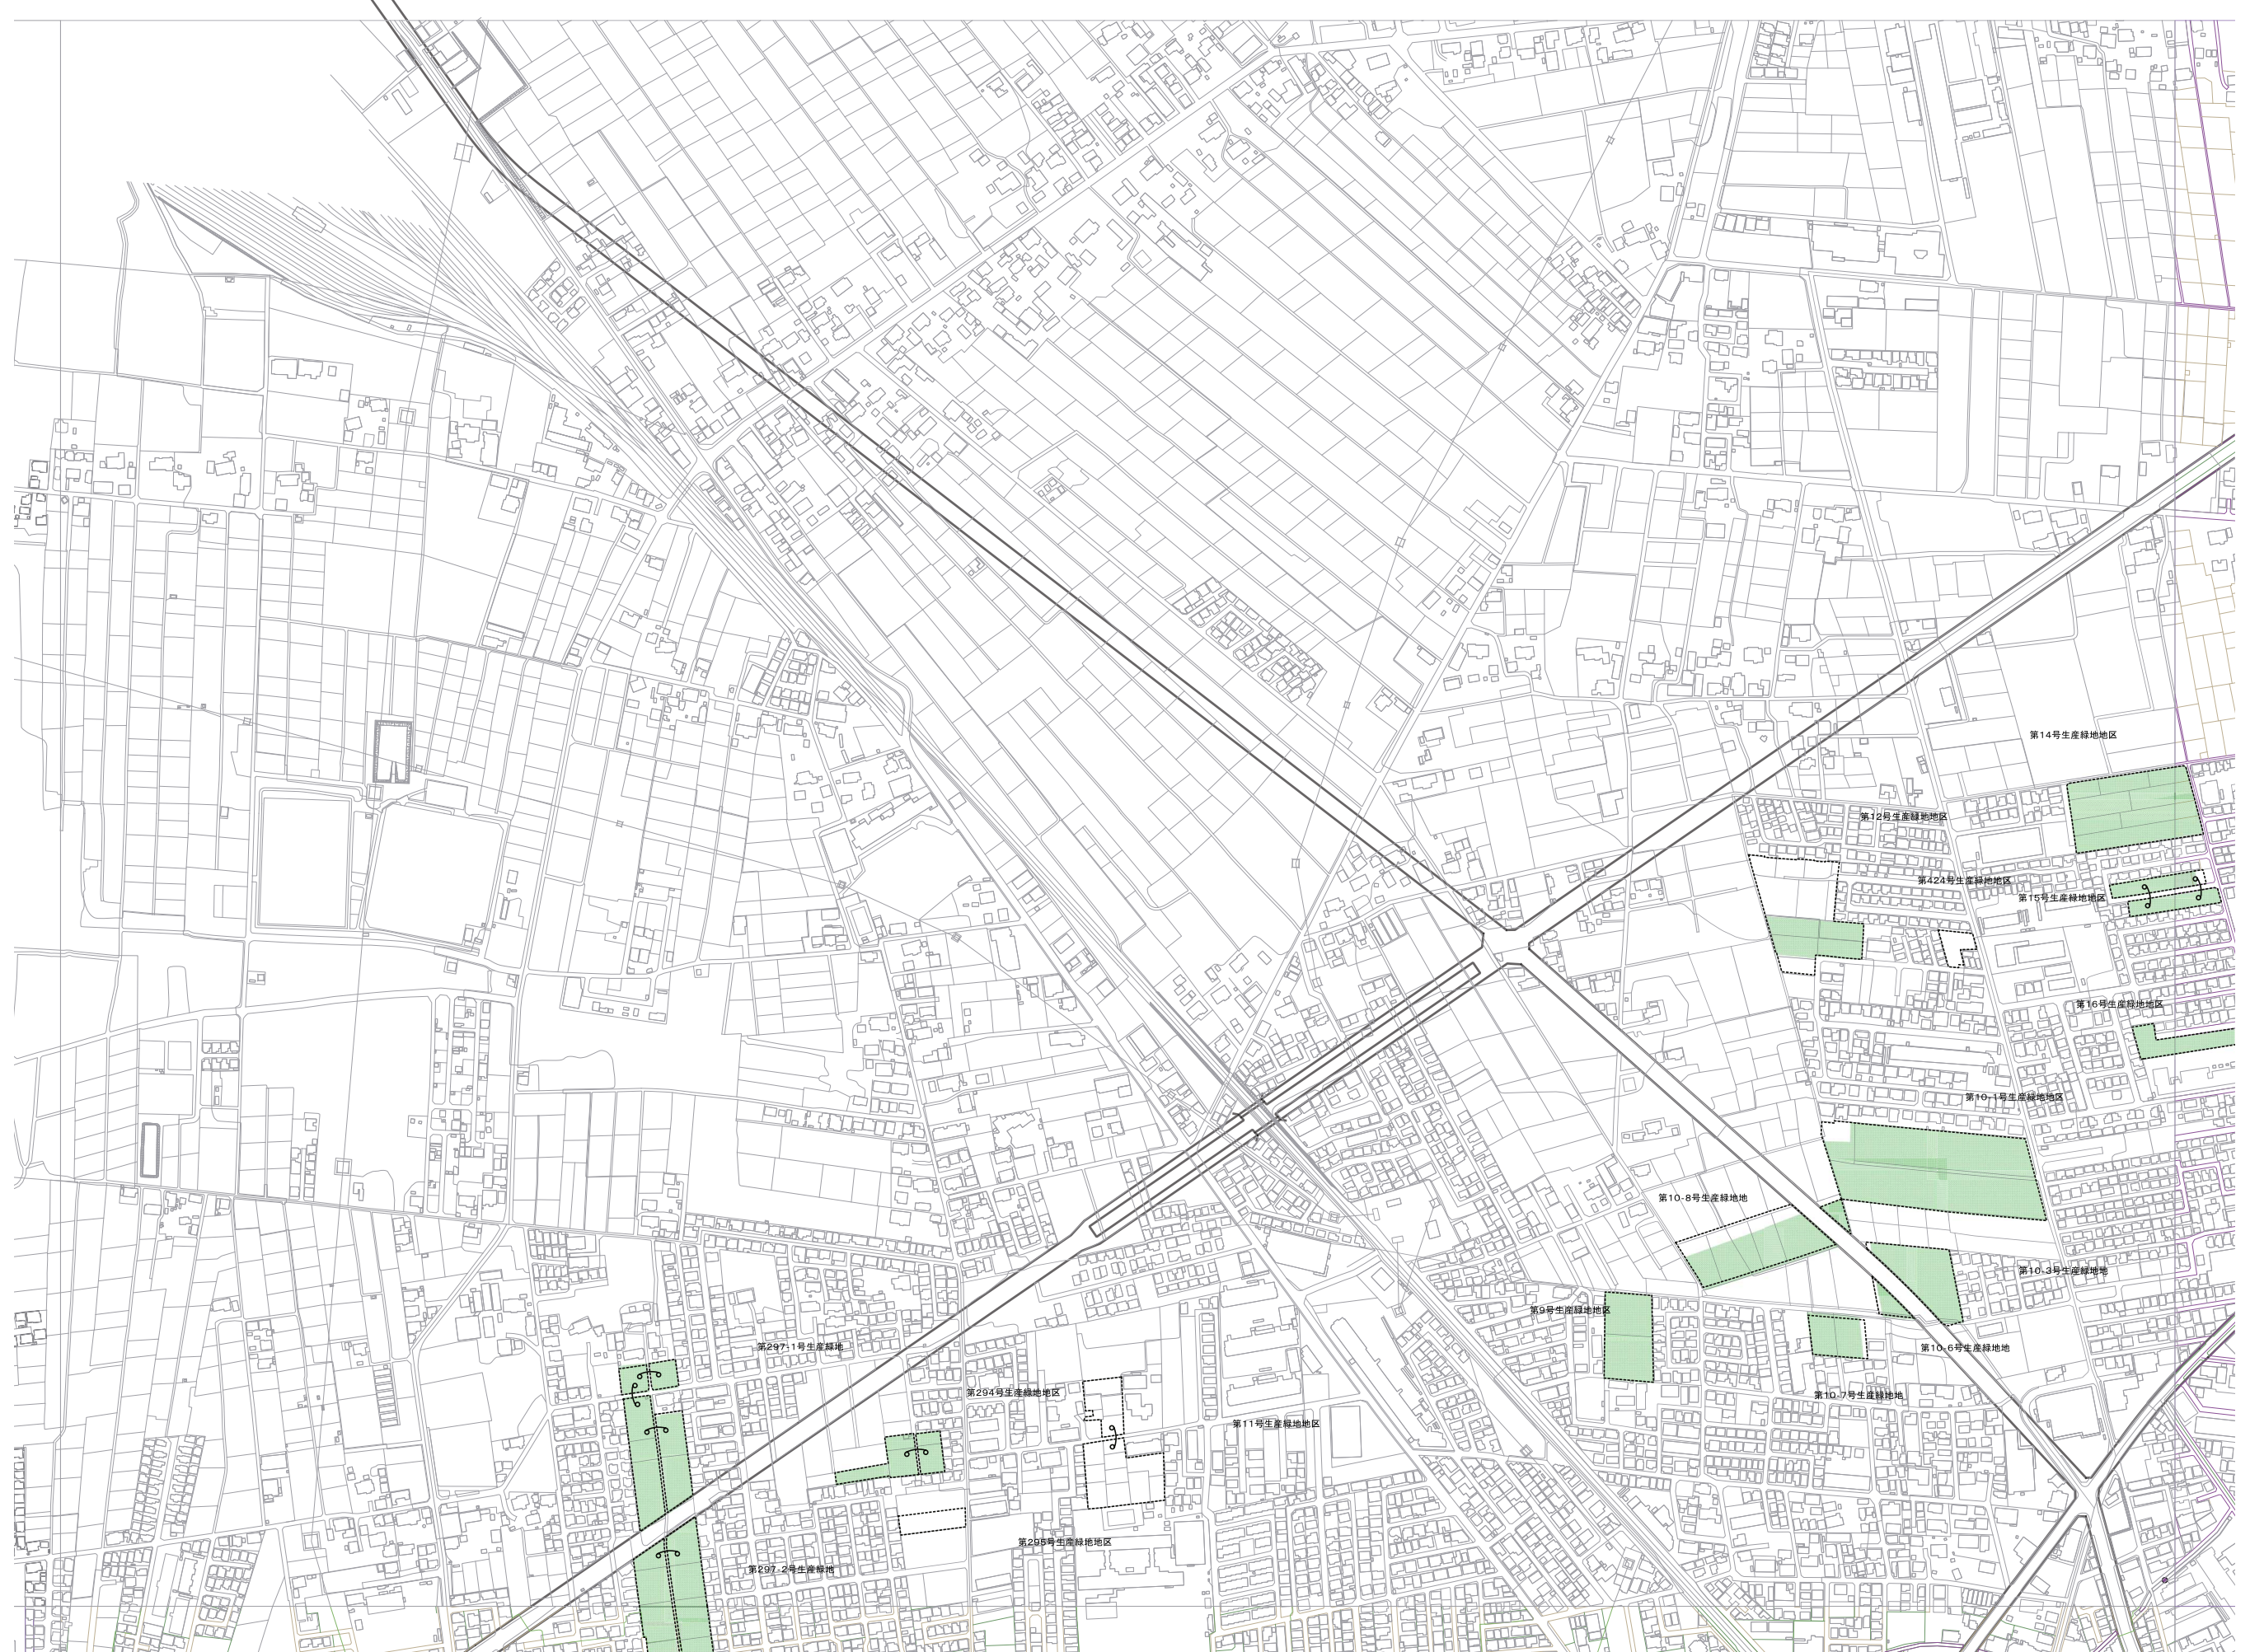 第14号生産緑地地区
第12号生産緑地地区
第424号生産緑地地区
第15号生産緑地地区
第16号生産緑地地区
第10-1号生産緑地地区
第10-8号生産緑地地
第10-3号生産緑地地
第9号生産緑地地区
第297-1号生産緑地
第10-6号生産緑地地
第294号生産緑地地区
第10-7号生産緑地地
第11号生産緑地地区
第295号生産緑地地区
第297-2号生産緑地